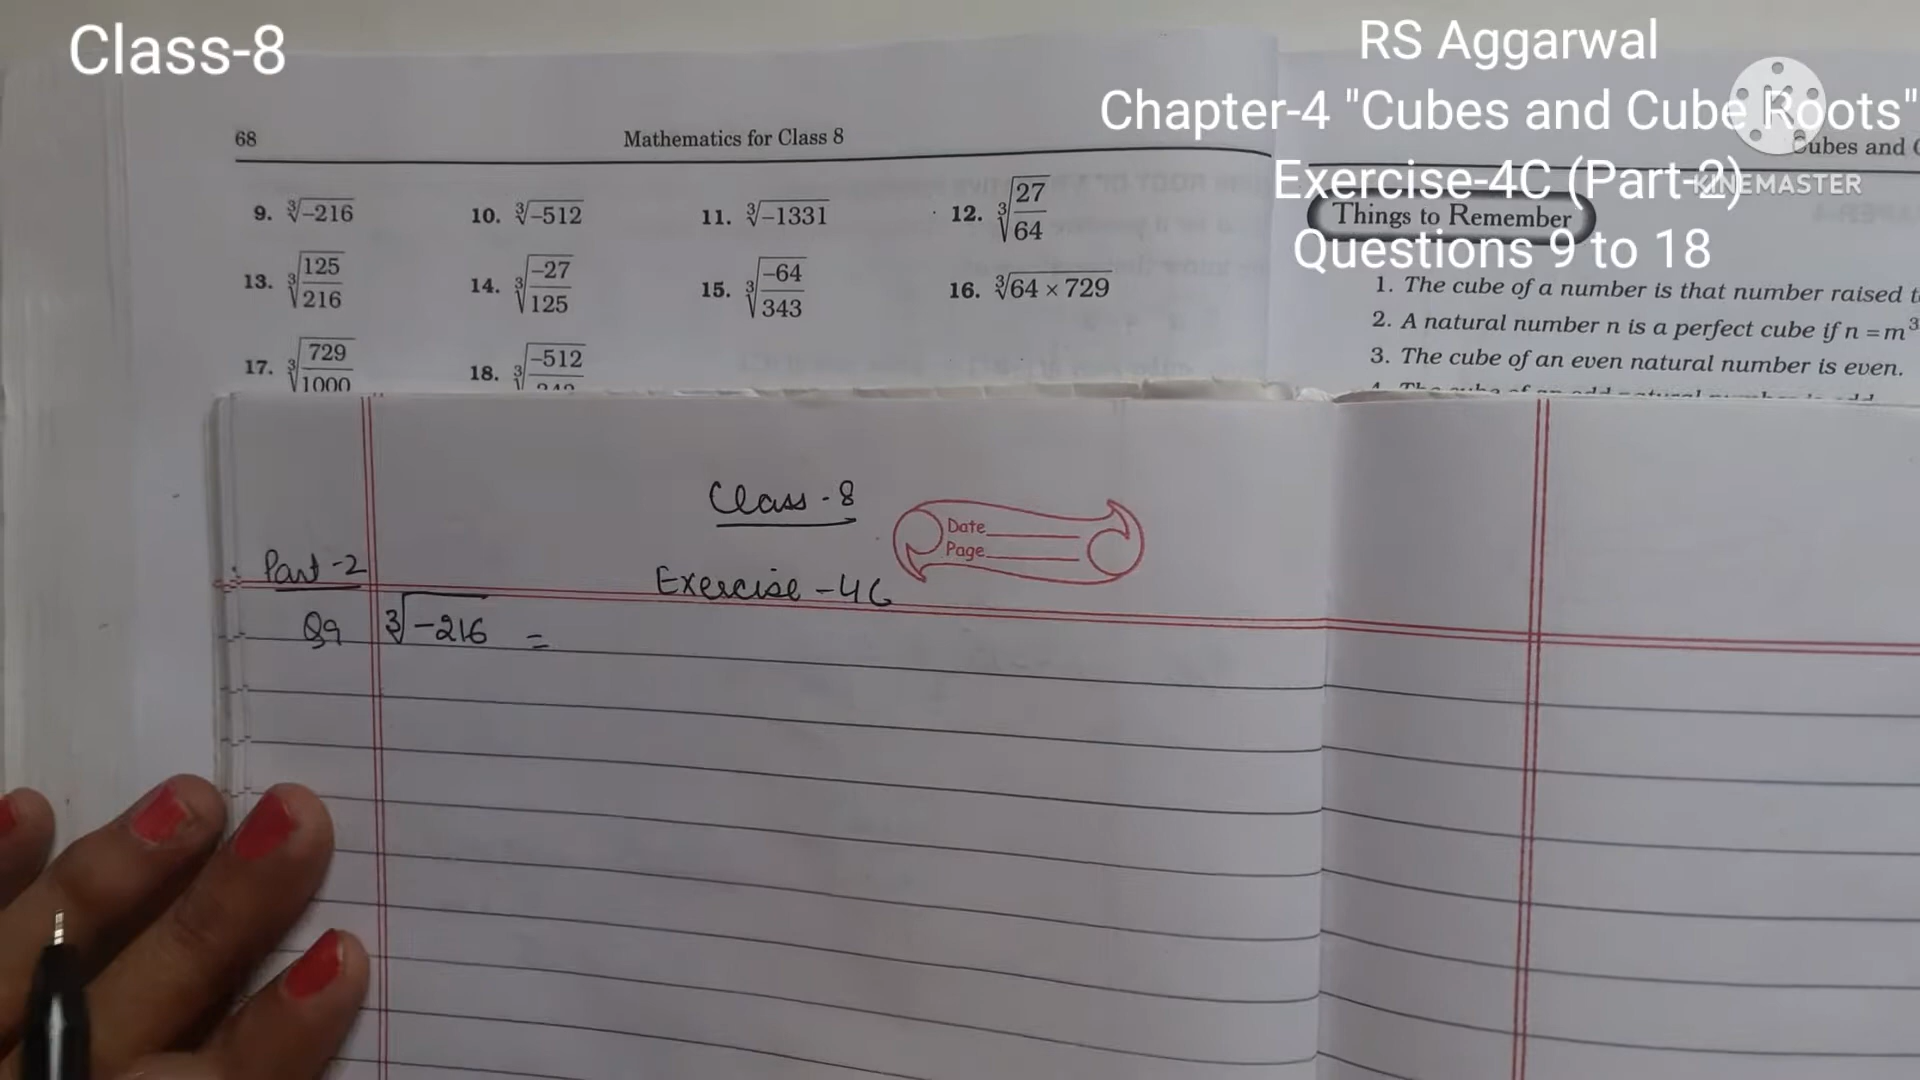 Class-8
RS Aggarwal
Chapter-4 "Cubes and Cube Roots"
Exercise-4C (Part-2)
Questions 9 to 18
KINEMASTER
68 Mathematics for Class 8
9. ∛-216 10. ∛-512 11. ∛-1331 12. ∛27/64
13. ∛125/216 14. ∛-27/125 15. ∛-64/343 16. ∛64 × 729
17. ∛729/1000 18. ∛-512/
Cubes and
Things to Remember
1. The cube of a number is that number raised
2. A natural number n is a perfect cube if n = m³
3. The cube of an even natural number is even.
Class - 8
Date
Page
Part - 2
Exercise - 4C
Q9 ∛-216 =